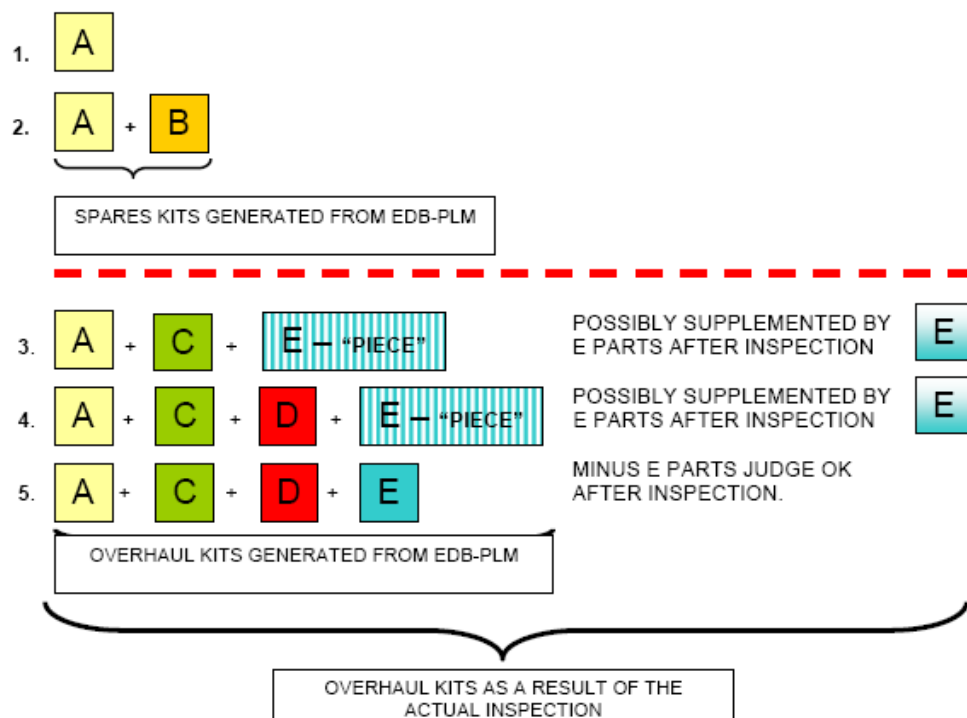 1. A
2. A + B
SPARES KITS GENERATED FROM EDB-PLM
3. A + C + E – “PIECE” POSSIBLY SUPPLEMENTED BY
E PARTS AFTER INSPECTION E
4. A + C + D + E – “PIECE” POSSIBLY SUPPLEMENTED BY
E PARTS AFTER INSPECTION E
5. A + C + D + E MINUS E PARTS JUDGE OK
AFTER INSPECTION.
OVERHAUL KITS GENERATED FROM EDB-PLM
OVERHAUL KITS AS A RESULT OF THE
ACTUAL INSPECTION